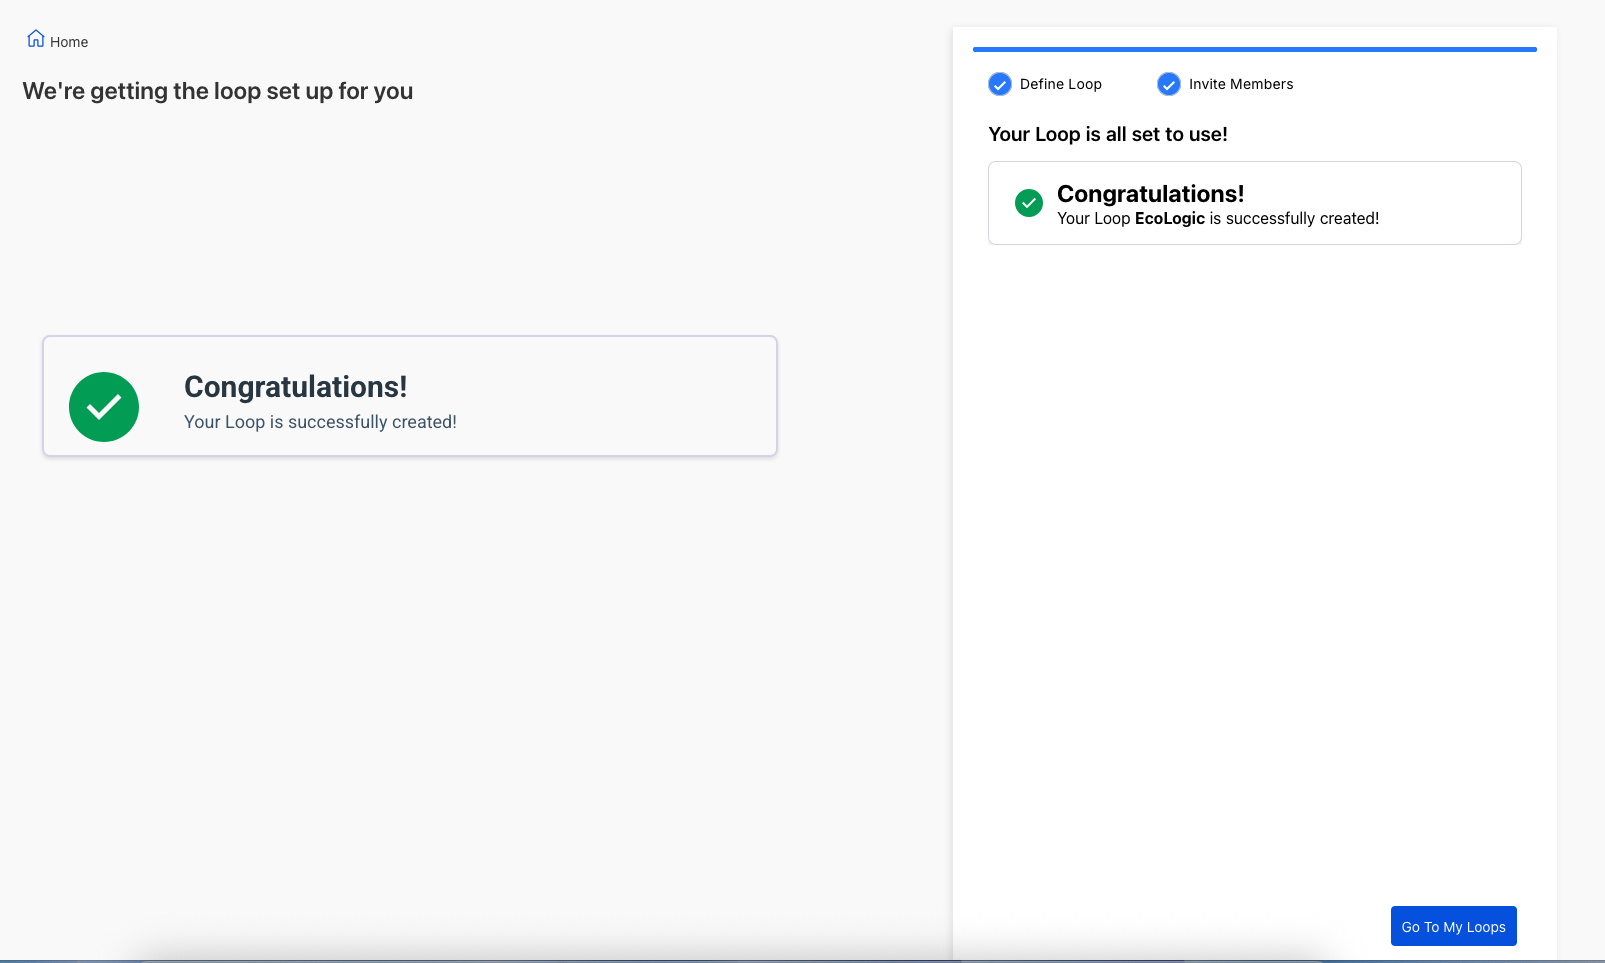 Home
We're getting the loop set up for you
Congratulations!
Your Loop is successfully created!
Define Loop
Invite Members
Your Loop is all set to use!
Congratulations!
Your Loop EcoLogic is successfully created!
Go To My Loops